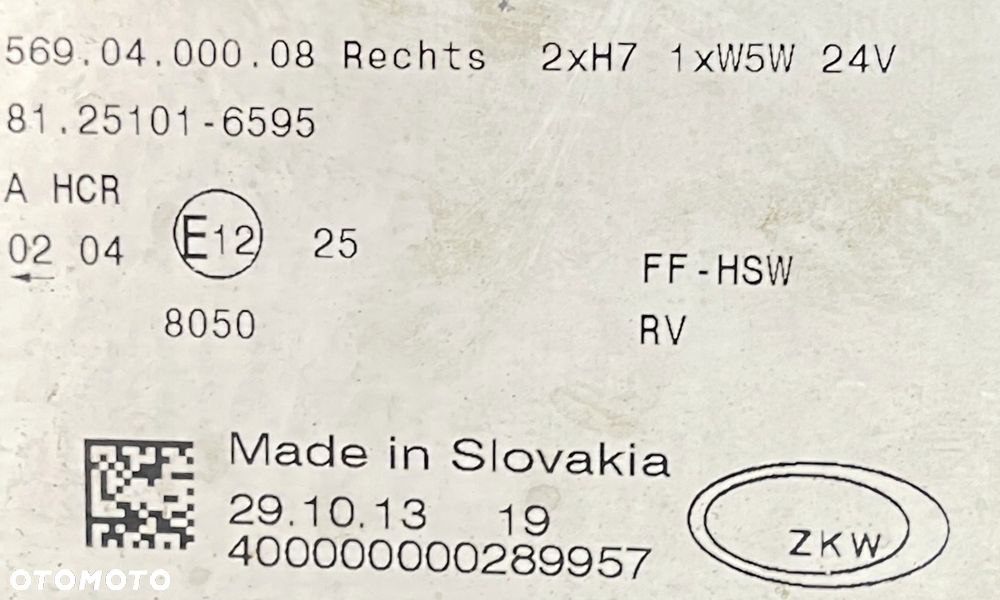 569.04.000.08 Rechts 2xH7 1xW5W 24V
81.25101-6595
A HCR
02 04 E12 25
8050
FF-HSW
RV
Made in Slovakia
29.10.13 19
4000000000289957
ZKW
OTOMOTO